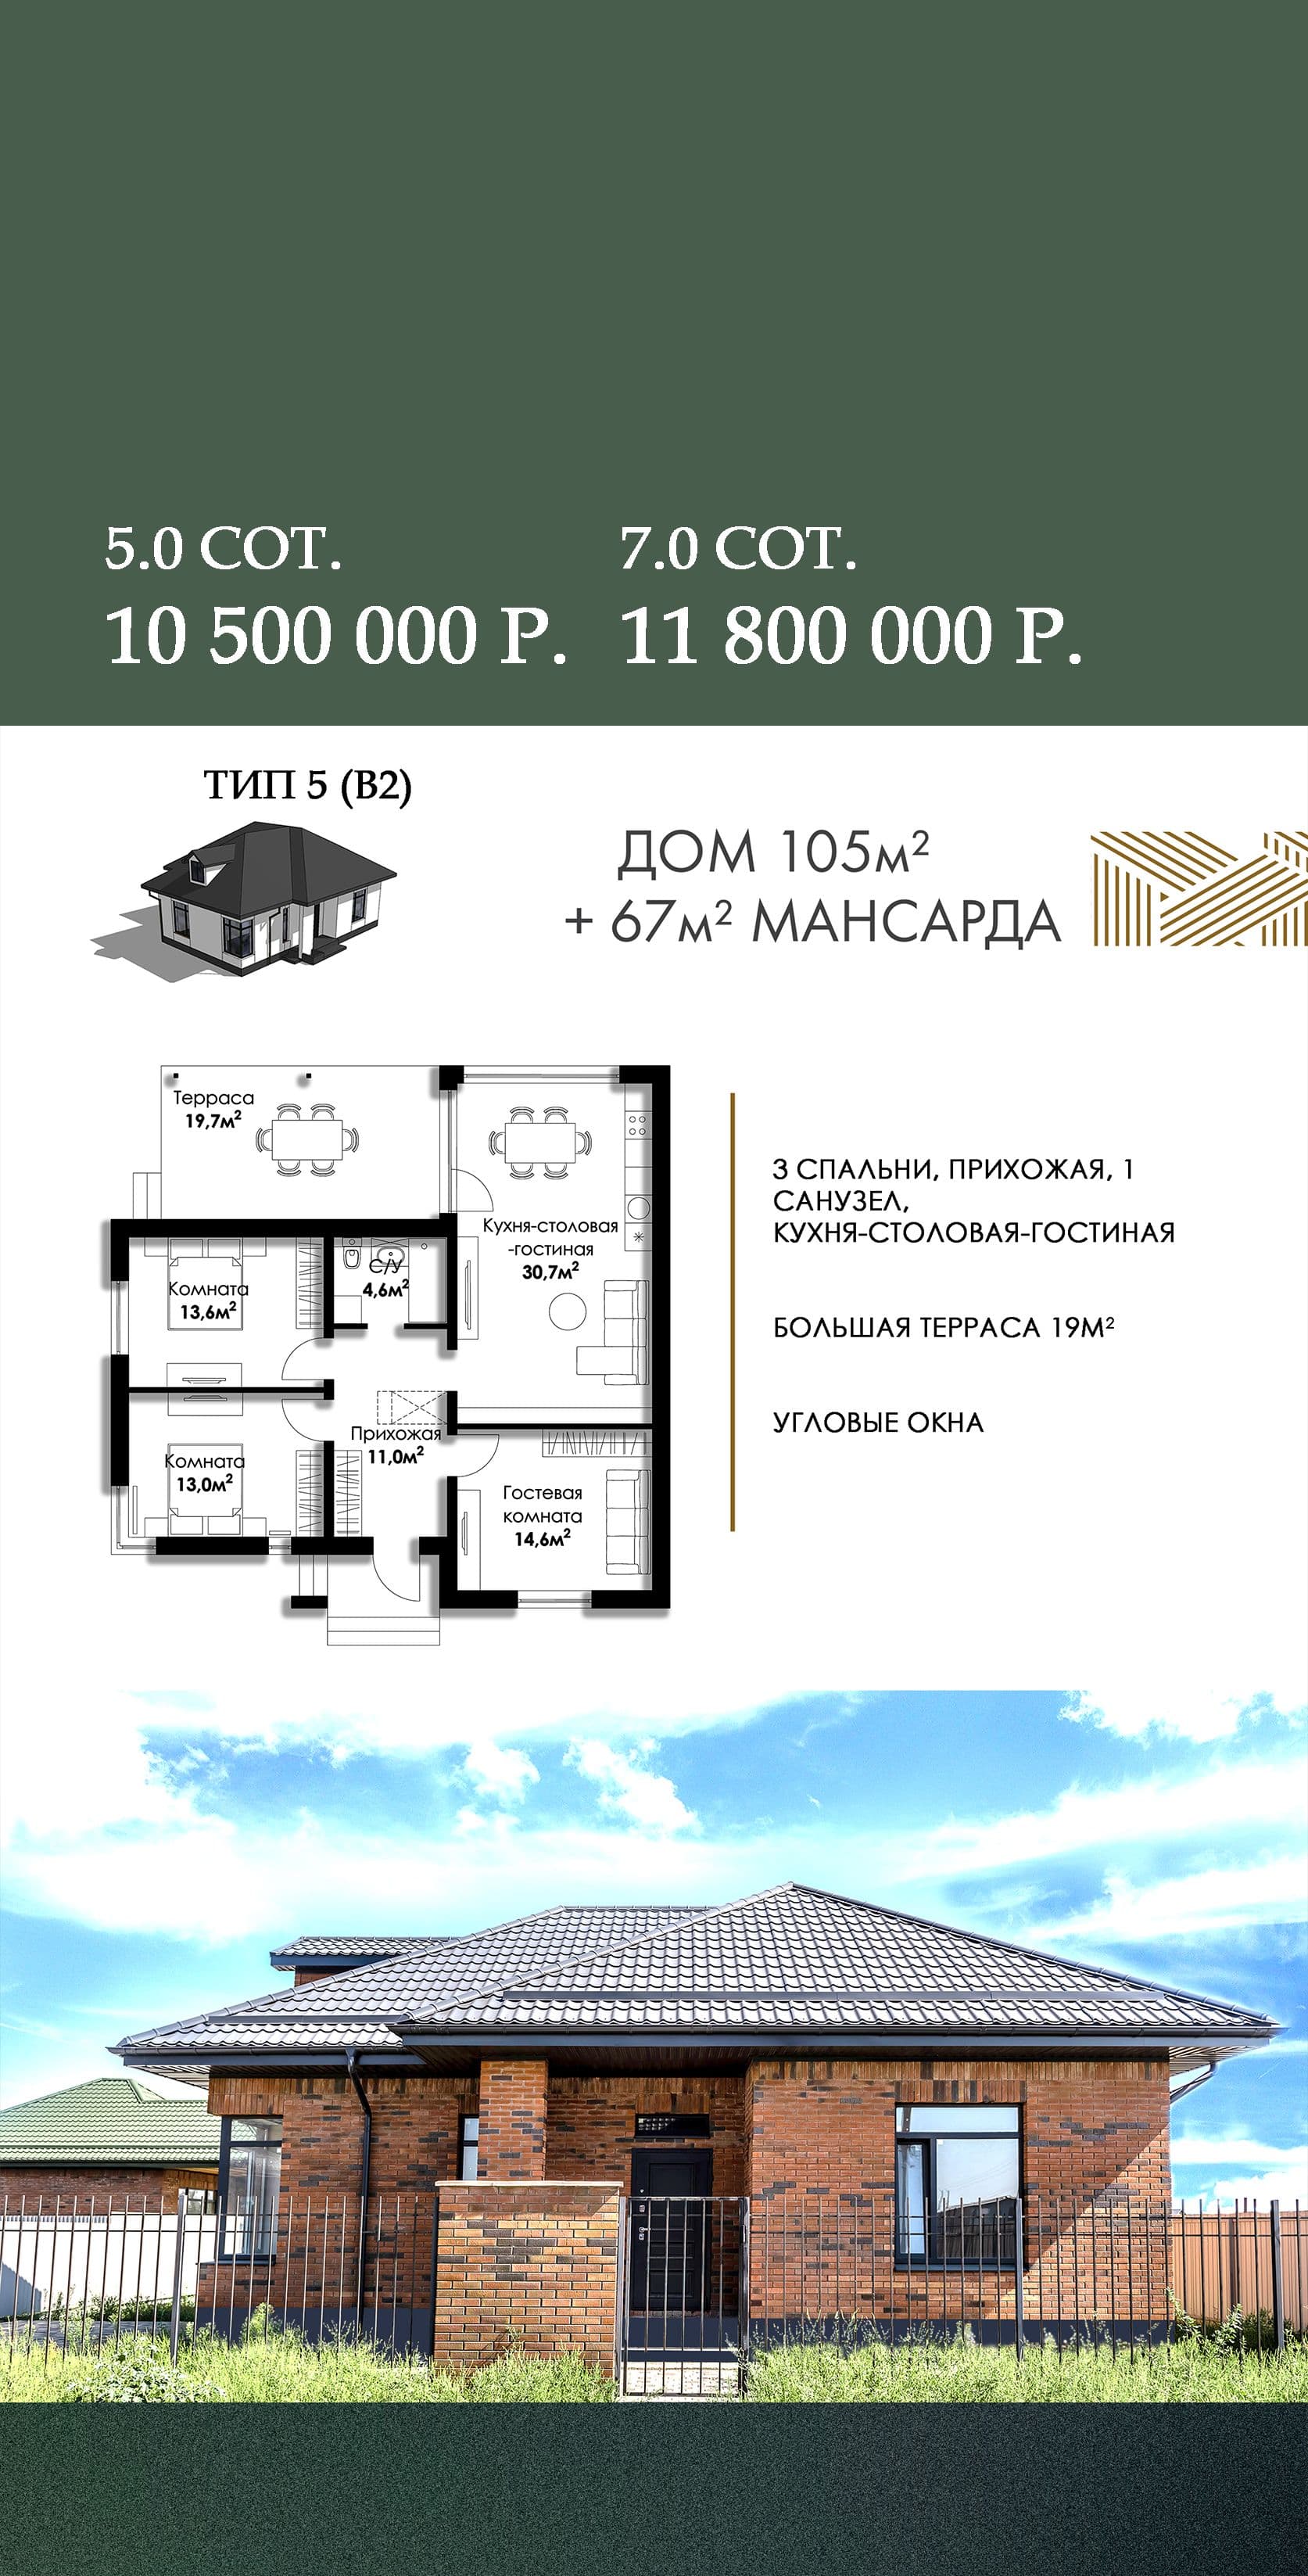 5.0 СОТ.
10 500 000 Р.
7.0 СОТ.
11 800 000 Р.
ТИП 5 (В2)
ДОМ 105м²
+ 67м² МАНСАРДА
Терраса
19,7м²
Кухня-столовая
-гостиная
30,7м²
С/У
4,6м²
Комната
13,6м²
Прихожая
11,0м²
Комната
13,0м²
Гостевая
комната
14,6м²
3 СПАЛЬНИ, ПРИХОЖАЯ, 1
САНУЗЕЛ,
КУХНЯ-СТОЛОВАЯ-ГОСТИНАЯ
БОЛЬШАЯ ТЕРРАСА 19М²
УГЛОВЫЕ ОКНА